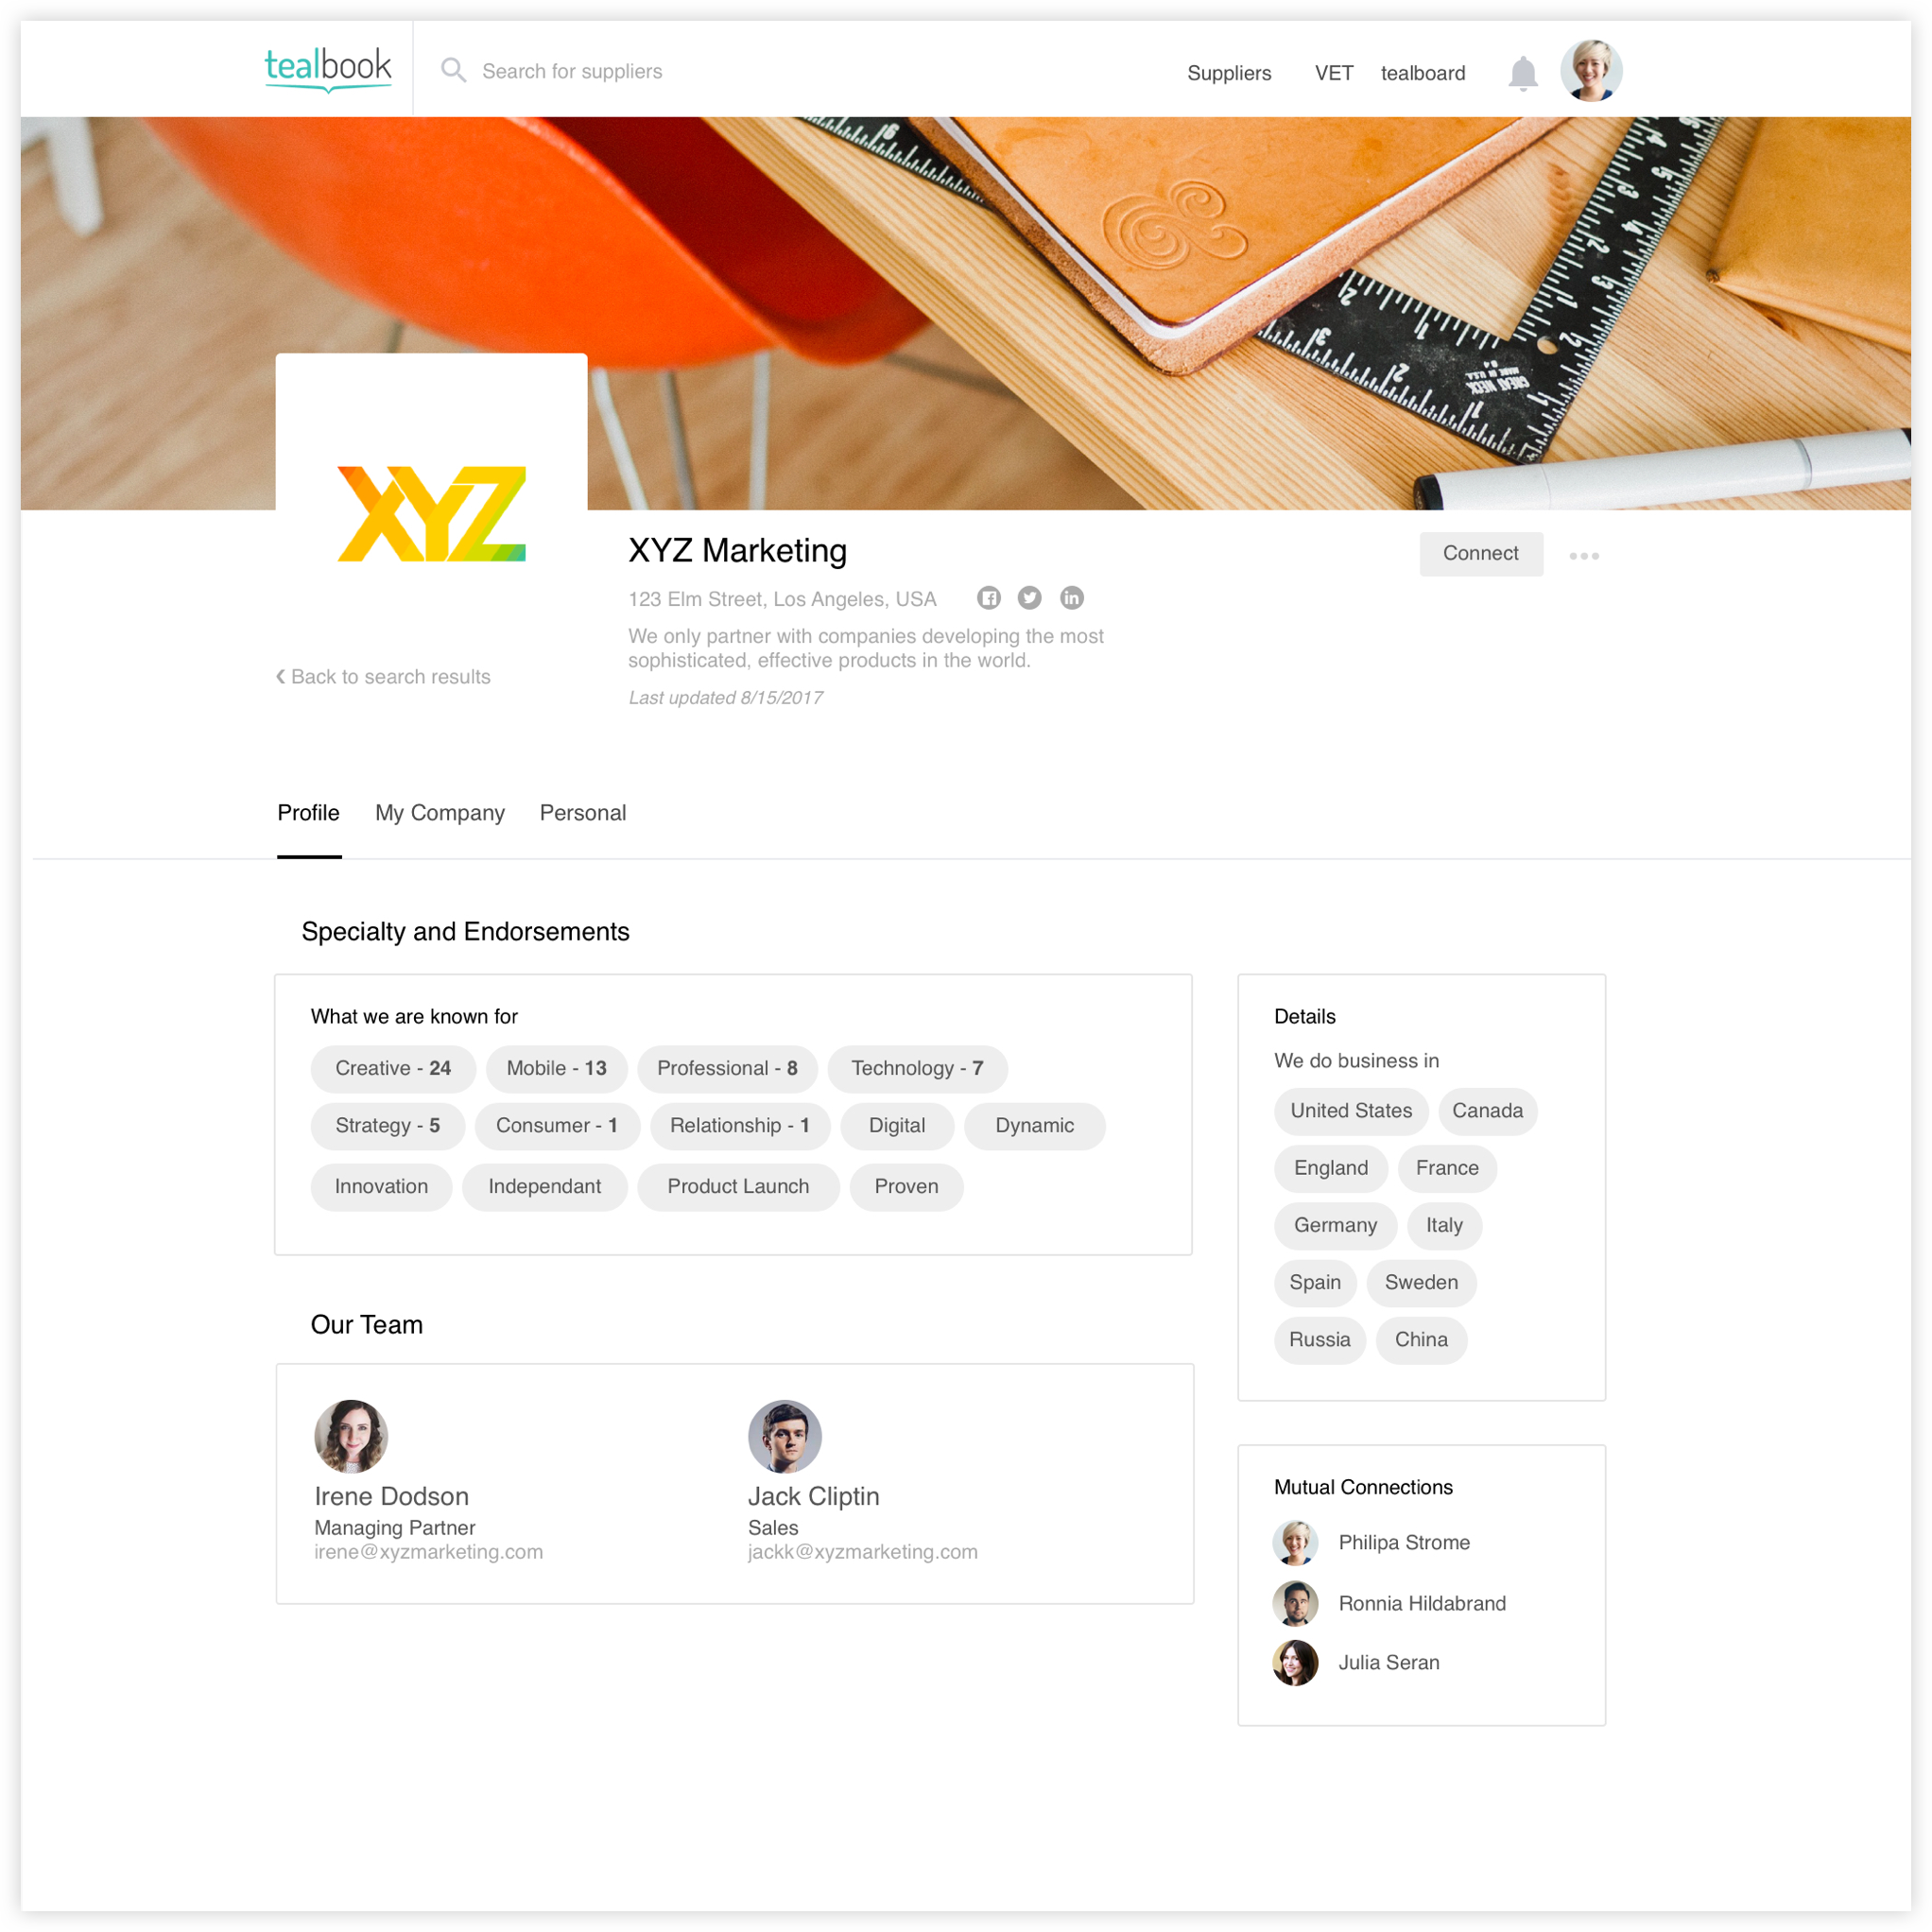 tealbook
Search for suppliers
Suppliers VET tealboard
XYZ
XYZ Marketing
Connect
123 Elm Street, Los Angeles, USA
We only partner with companies developing the most
sophisticated, effective products in the world.
Back to search results
Last updated 8/15/2017
Profile My Company Personal
Specialty and Endorsements
What we are known for
Creative - 24 Mobile - 13 Professional - 8 Technology - 7
Strategy - 5 Consumer - 1 Relationship - 1 Digital Dynamic
Innovation Independant Product Launch Proven
Details
We do business in
United States Canada
England France
Germany Italy
Spain Sweden
Russia China
Our Team
Irene Dodson
Managing Partner
irene@xyzmarketing.com
Jack Cliptin
Sales
jackk@xyzmarketing.com
Mutual Connections
Philipa Strome
Ronnia Hildabrand
Julia Seran